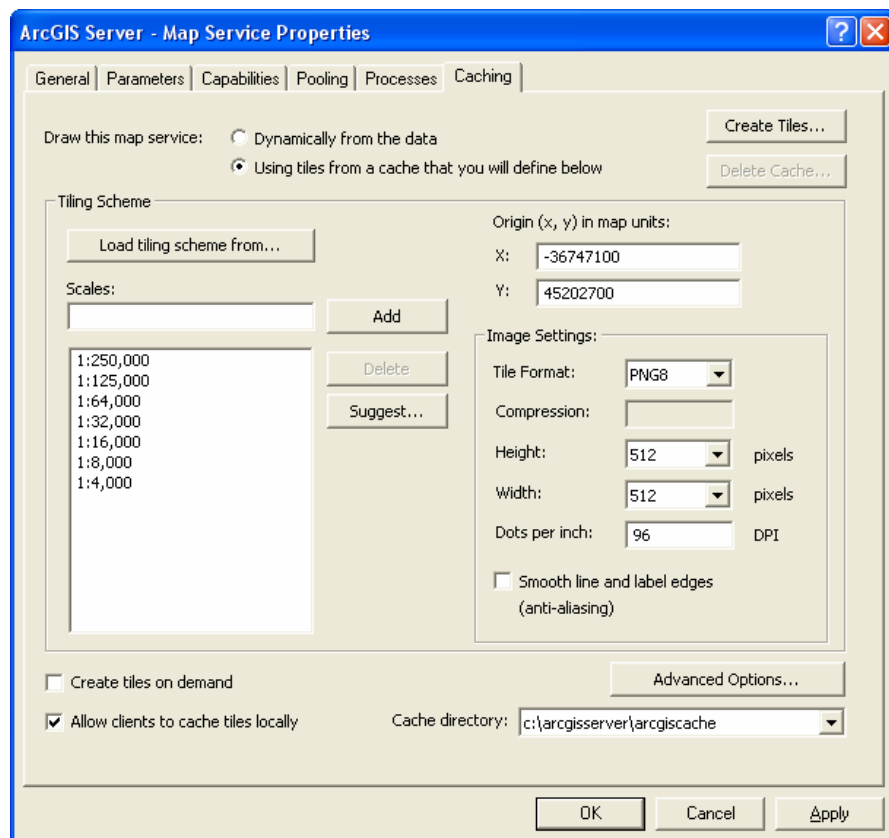 ArcGIS Server - Map Service Properties
General Parameters Capabilities Pooling Processes Caching
Draw this map service:
Dynamically from the data
Using tiles from a cache that you will define below
Create Tiles...
Delete Cache...
Tiling Scheme
Load tiling scheme from...
Scales:
Add
1:250,000
1:125,000
1:64,000
1:32,000
1:16,000
1:8,000
1:4,000
Delete
Suggest...
Origin (x, y) in map units:
X: -36747100
Y: 45202700
Image Settings:
Tile Format: PNG8
Compression:
Height: 512 pixels
Width: 512 pixels
Dots per inch: 96 DPI
Smooth line and label edges
(anti-aliasing)
Create tiles on demand
Advanced Options...
Allow clients to cache tiles locally
Cache directory: c:\arcgisserver\arcgiscache
OK Cancel Apply